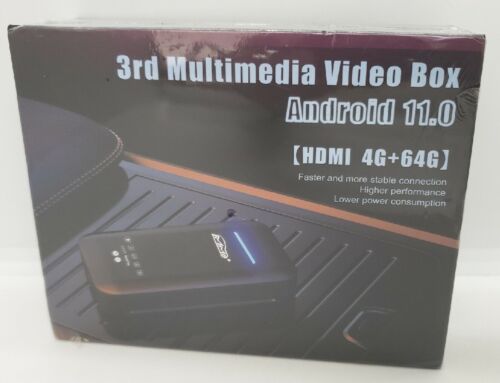 3rd Multimedia Video Box
Android 11.0
【HDMI 4G+64G】
Faster and more stable connection
Higher performance
Lower power consumption